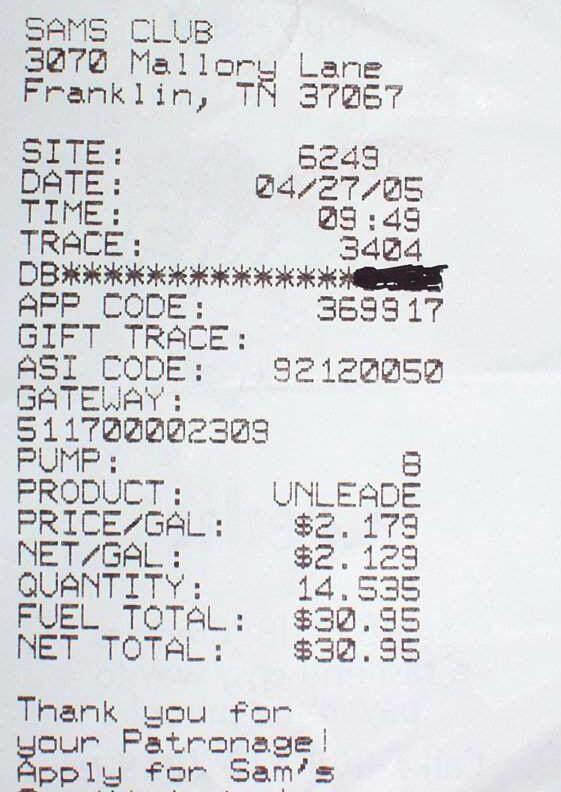 SAMS CLUB
3070 Mallory Lane
Franklin, TN 37067
SITE: 6249
DATE: 04/27/05
TIME: 09:49
TRACE: 3404
DB**************
APP CODE: 369917
GIFT TRACE:
ASI CODE: 92120050
GATEWAY:
511700002309
PUMP: 8
PRODUCT: UNLEADE
PRICE/GAL: $2.179
NET/GAL: $2.129
QUANTITY: 14.535
FUEL TOTAL: $30.95
NET TOTAL: $30.95
Thank you for
your Patronage!
Apply for Sam's